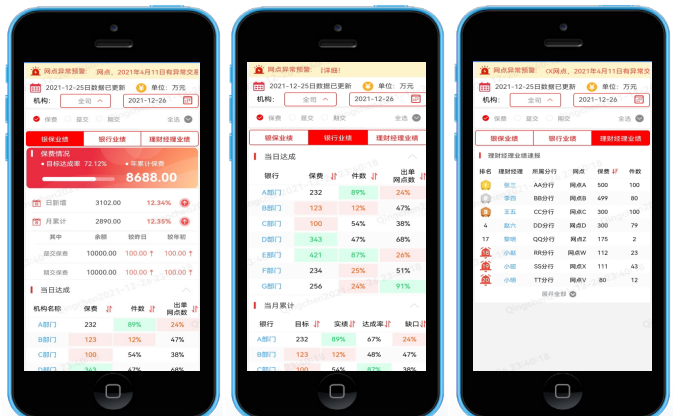 网点异常预警: 网点, 2021年4月11日有异常交易
2021-12-25日数据已更新 单位: 万元
机构: 全司 2021-12-26
保费 趸交 期交 全选
银保业绩 银行业绩 理财经理业绩
保费情况
目标达成率 72.12% 年累计保费
8688.00
日新增 3102.00 12.34%
月累计 2890.00 12.35%
其中 余额 较昨日 较年初
趸交保费 10000.00 100.00 ↑ 100.00 ↑
期交保费 10000.00 100.00 ↑ 100.00 ↑
当日达成
机构名称 保费 件数 出单网点数
A部门 232 89% 24%
B部门 123 12% 47%
C部门 100 54% 38%
D部门 343 47% 68%
网点异常预警: [详细]
2021-12-25日数据已更新 单位: 万元
机构: 全司 2021-12-26
保费 趸交 期交 全选
银保业绩 银行业绩 理财经理业绩
当日达成
银行 保费 件数 出单网点数
A部门 232 89% 24%
B部门 123 12% 47%
C部门 100 54% 38%
D部门 343 47% 68%
E部门 421 87% 26%
F部门 234 25% 51%
G部门 256 24% 91%
当月累计
银行 目标 实绩 达成率 缺口
A部门 232 89% 67% 24%
B部门 123 12% 48% 47%
C部门 100 54% 87% 38%
网点异常预警: XX网点, 2021年4月11日有异常交
2021-12-25日数据已更新 单位: 万元
机构: 全司 2021-12-26
保费 趸交 期交 全选
银保业绩 银行业绩 理财经理业绩
理财经理业绩速报
排名 理财经理 所属分行 网点 保费 件数
张三 AA分行 网点A 500 100
李四 BB分行 网点B 499 80
王五 CC分行 网点C 300 100
4 赵六 DD分行 网点D 300 79
17 黎明 QQ分行 网点Z 175 2
小赵 RR分行 网点W 112 23
小明 SS分行 网点X 111 43
TT分行 网点V 80 12
展开全部